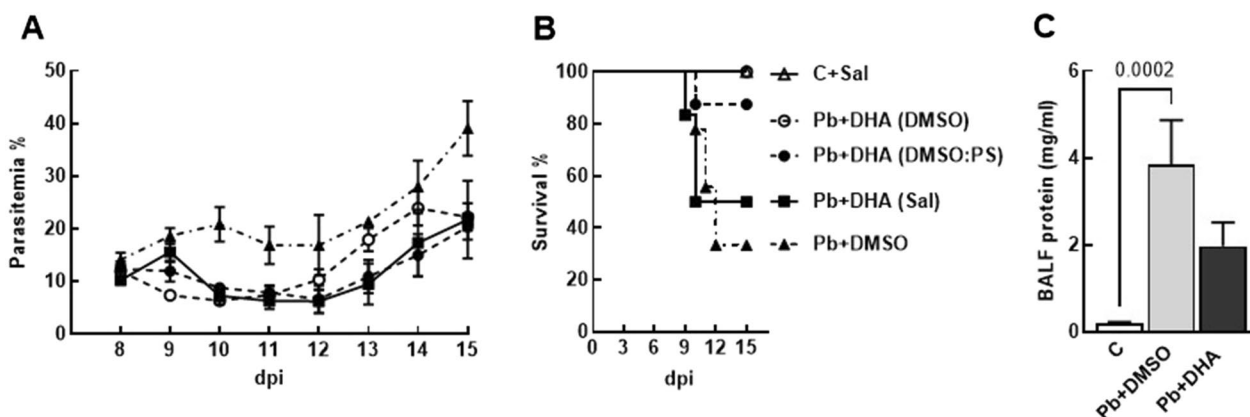 A
50
40
30
20
10
0
Parasitemia %
8 9 10 11 12 13 14 15
dpi
B
100
80
60
40
20
0
Survival %
0 3 6 9 12 15
dpi
C+Sal
Pb+DHA (DMSO)
Pb+DHA (DMSO:PS)
Pb+DHA (Sal)
Pb+DMSO
C
0.0002
6
4
2
0
BALF protein (mg/ml)
C
Pb+DMSO
Pb+DHA